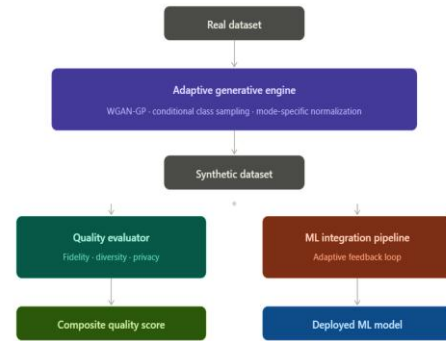 Real dataset
Adaptive generative engine
WGAN-GP · conditional class sampling · mode-specific normalization
Synthetic dataset
Quality evaluator
Fidelity · diversity · privacy
ML integration pipeline
Adaptive feedback loop
Composite quality score
Deployed ML model